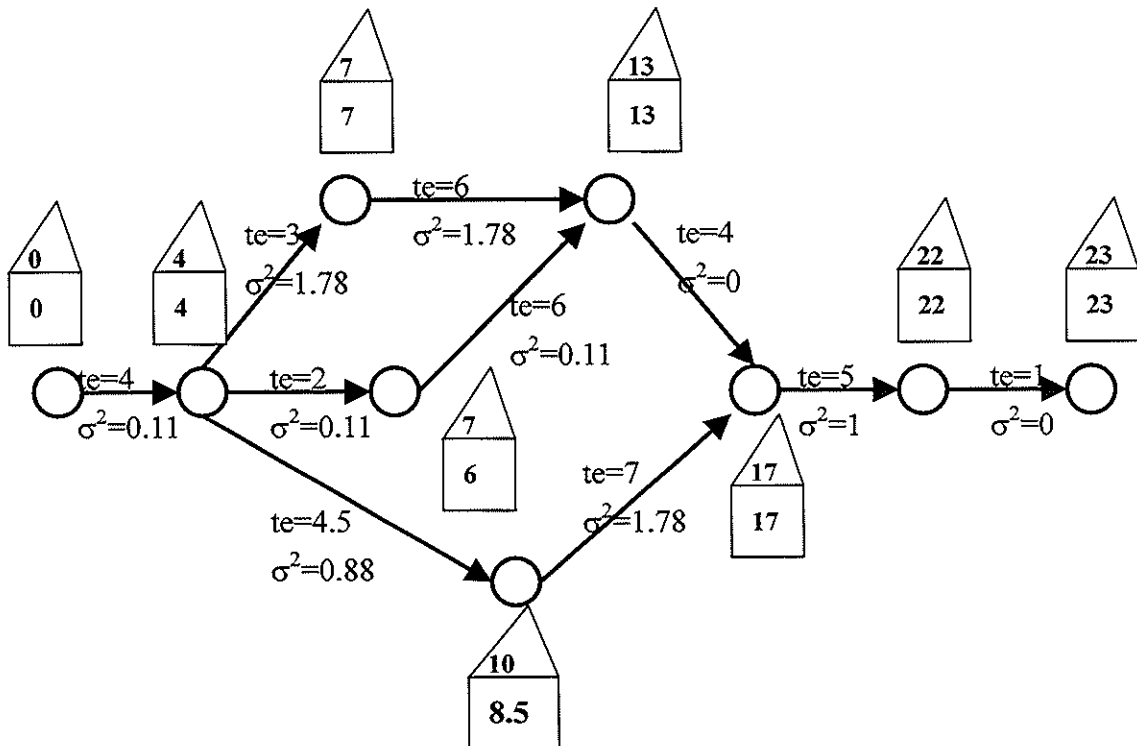 7
7
13
13
te=6
σ²=1.78
te=3
σ²=1.78
te=4
σ²=0
0
0
4
4
22
22
23
23
te=6
σ²=0.11
te=4
σ²=0.11
te=2
σ²=0.11
te=5
σ²=1
te=1
σ²=0
7
6
te=7
σ²=1.78
17
17
te=4.5
σ²=0.88
10
8.5